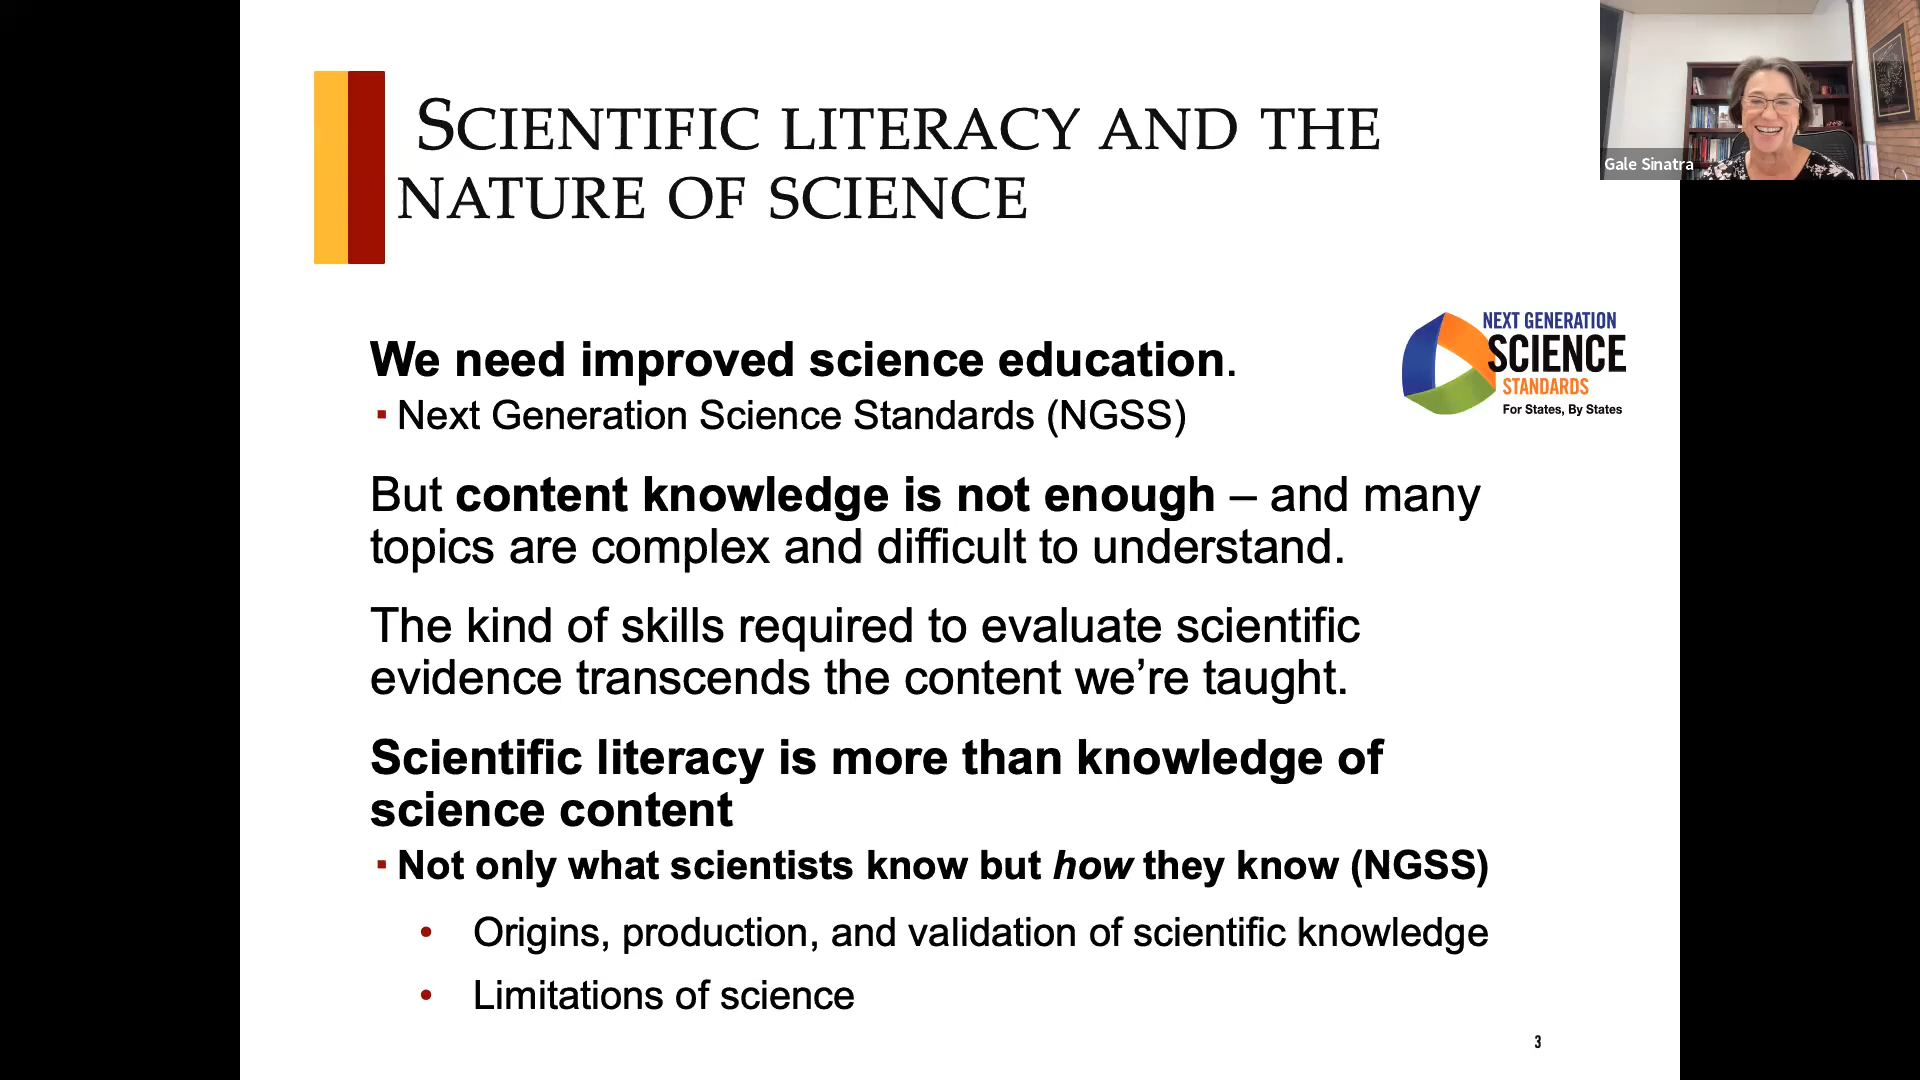 SCIENTIFIC LITERACY AND THE
NATURE OF SCIENCE
Gale Sinatra
NEXT GENERATION
SCIENCE
STANDARDS
For States, By States
We need improved science education.
▪ Next Generation Science Standards (NGSS)
But content knowledge is not enough – and many
topics are complex and difficult to understand.
The kind of skills required to evaluate scientific
evidence transcends the content we’re taught.
Scientific literacy is more than knowledge of
science content
▪ Not only what scientists know but how they know (NGSS)
• Origins, production, and validation of scientific knowledge
• Limitations of science
3